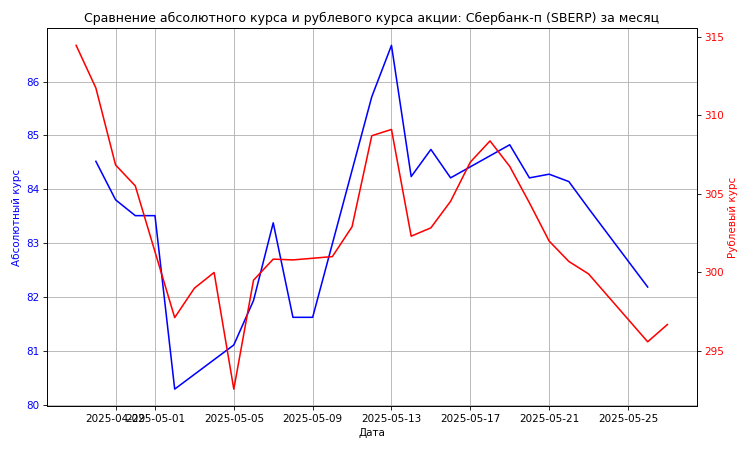 Сравнение абсолютного курса и рублевого курса акции: Сбербанк-п (SBERP) за месяц
Абсолютный курс
86
85
84
83
82
81
80
315
310
305
300
295
Рублевый курс
2025-04-29 2025-05-01 2025-05-05 2025-05-09 2025-05-13 2025-05-17 2025-05-21 2025-05-25
Дата